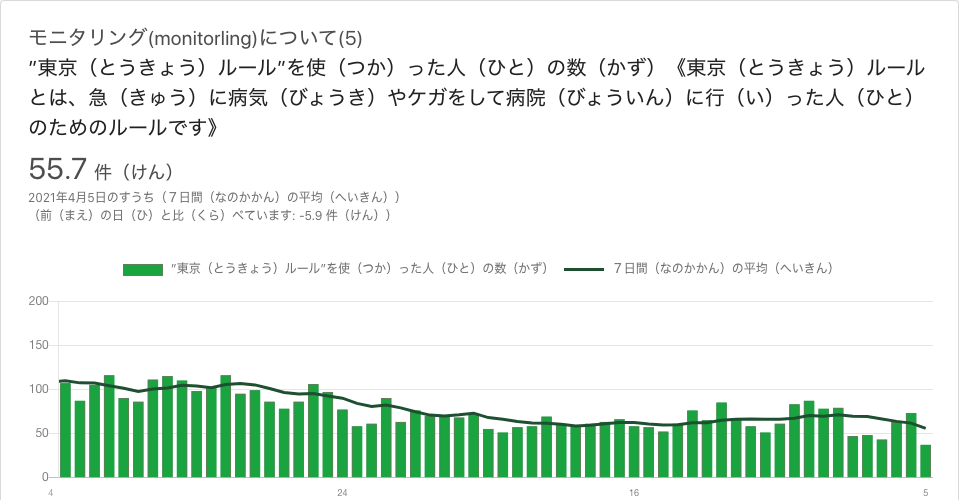 モニタリング(monitorling)について(5)
”東京（とうきょう）ルール”を使（つか）った人（ひと）の数（かず）《東京（とうきょう）ルール
とは、急（きゅう）に病気（びょうき）やケガをして病院（びょういん）に行（い）った人（ひと）
のためのルールです》
55.7 件（けん）
2021年4月5日のすうち（７日間（なのかかん）の平均（へいきん））
（前（まえ）の日（ひ）と比（くら）べています: -5.9 件（けん））
”東京（とうきょう）ルール”を使（つか）った人（ひと）の数（かず） ７日間（なのかかん）の平均（へいきん）
200
150
100
50
0
4 24 16 5